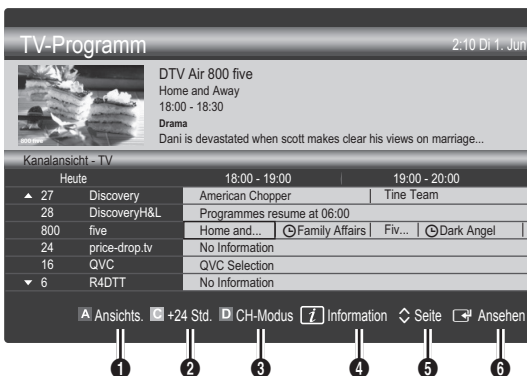 TV-Programm 2:10 Di 1. Jun
DTV Air 800 five
Home and Away
18:00 - 18:30
Drama
Dani is devastated when scott makes clear his views on marriage...
800 five
Kanalansicht - TV
Heute 18:00 - 19:00 19:00 - 20:00
▲ 27 Discovery American Chopper Tine Team
28 DiscoveryH&L Programmes resume at 06:00
800 five Home and... Family Affairs Fiv... Dark Angel
24 price-drop.tv No Information
16 QVC QVC Selection
▼ 6 R4DTT No Information
A Ansichts. C +24 Std. D CH-Modus i Information Seite Ansehen
1 2 3 4 5 6